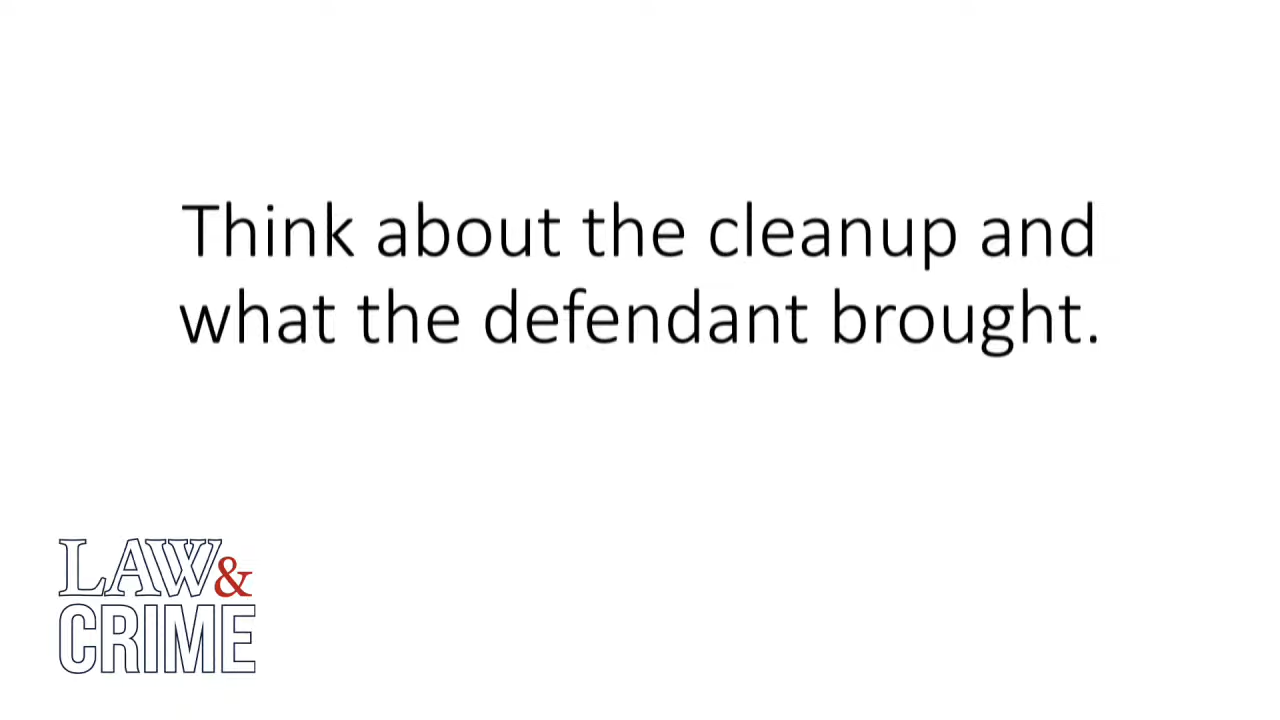 Think about the cleanup and
what the defendant brought.
LAW&
CRIME